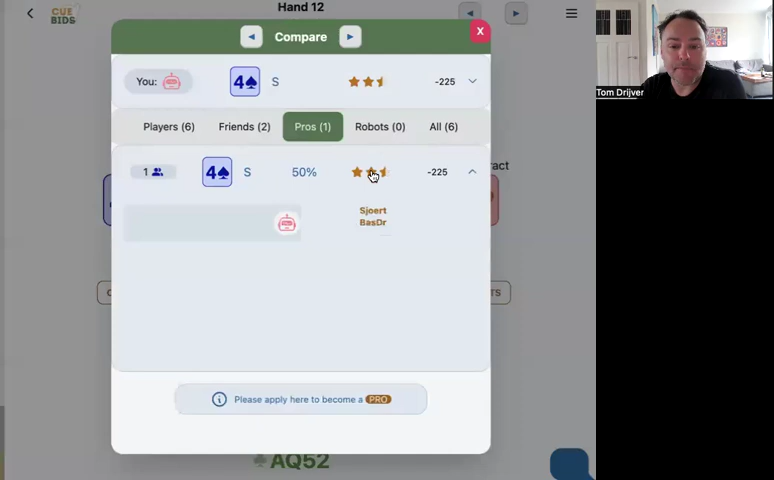 CUE
BIDS
Hand 12
Compare
X
You:
4♠ S
-225
Players (6)
Friends (2)
Pros (1)
Robots (0)
All (6)
1
4♠ S
50%
-225
Sjoert
BasDr
ract
C
TS
Please apply here to become a PRO
♣AQ52
Tom Drijver